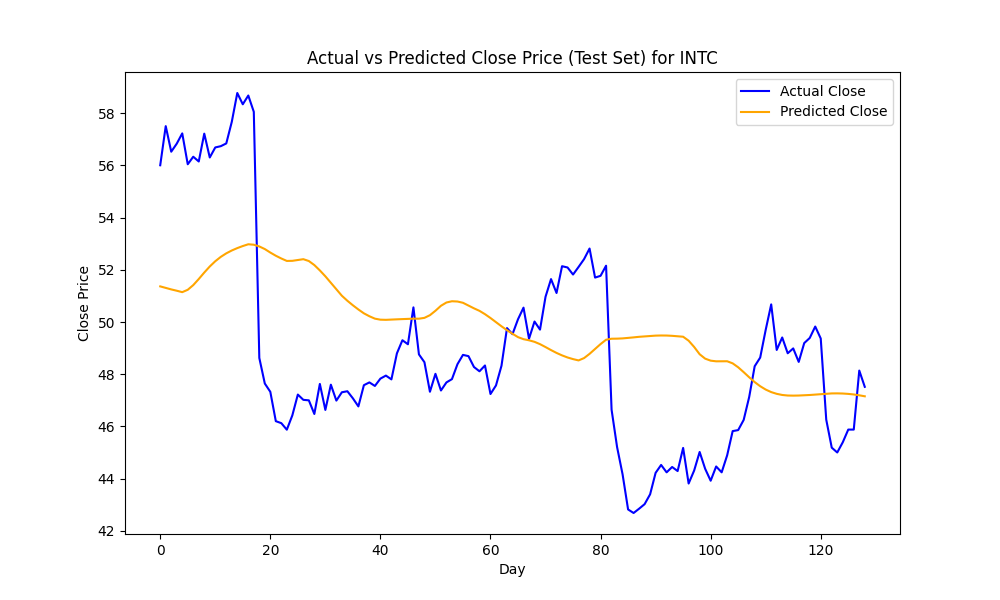 Actual vs Predicted Close Price (Test Set) for INTC
Actual Close
Predicted Close
Close Price
58
56
54
52
50
48
46
44
42
0 20 40 60 80 100 120
Day